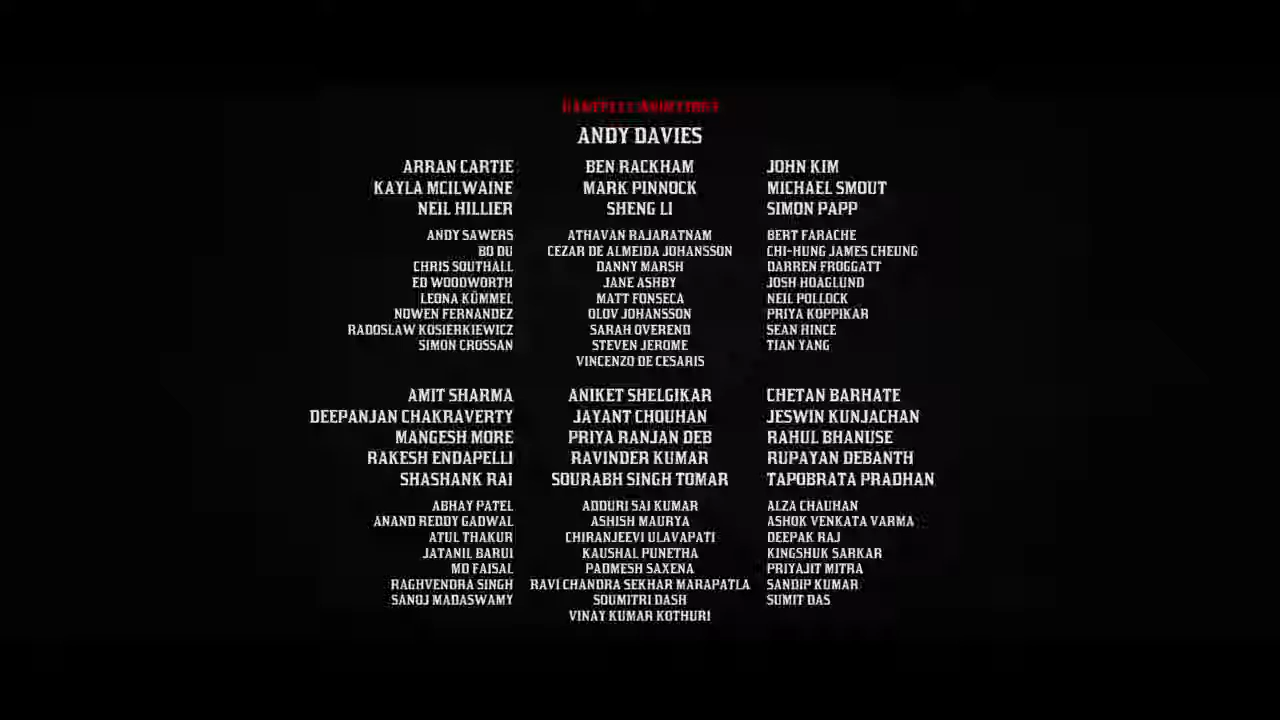 ANDY DAVIES
ARRAN CARTIE BEN RACKHAM JOHN KIM
KAYLA MCILWAINE MARK PINNOCK MICHAEL SMOUT
NEIL HILLIER SHENG LI SIMON PAPP
ANDY SAWERS ATHAVAN RAJARATNAM BERT FARACHE
BO DU CEZAR DE ALMEIDA JOHANSSON CHI-HUNG JAMES CHEUNG
CHRIS SOUTHALL DANNY MARSH DARREN FROGGATT
ED WOODWORTH JANE ASHBY JOSH HOAGLUND
LEONA KÜMMEL MATT FONSECA NEIL POLLOCK
NOWEN FERNANDEZ OLOV JOHANSSON PRIYA KOPPIKAR
RADOSLAW KOSIERKIEWICZ SARAH OVEREND SEAN HINCE
SIMON CROSSAN STEVEN JEROME TIAN YANG
VINCENZO DE CESARIS
AMIT SHARMA ANIKET SHELGIKAR CHETAN BARHATE
DEEPANJAN CHAKRAVERTY JAYANT CHOUHAN JESWIN KUNJACHAN
MANGESH MORE PRIYA RANJAN DEB RAHUL BHANUSE
RAKESH ENDAPELLI RAVINDER KUMAR RUPAYAN DEBANTH
SHASHANK RAI SOURABH SINGH TOMAR TAPOBRATA PRADHAN
ABHAY PATEL ADDURI SAI KUMAR ALZA CHAUHAN
ANAND REDDY GADWAL ASHISH MAURYA ASHOK VENKATA VARMA
ATUL THAKUR CHIRANJEEVI ULAVAPATI DEEPAK RAJ
JATANIL BARUI KAUSHAL PUNETHA KINGSHUK SARKAR
MD FAISAL PADMESH SAXENA PRIYAJIT MITRA
RAGHVENDRA SINGH RAVI CHANDRA SEKHAR MARAPATLA SANDIP KUMAR
SANOJ MADASWAMY SOUMITRI DASH SUMIT DAS
VINAY KUMAR KOTHURI